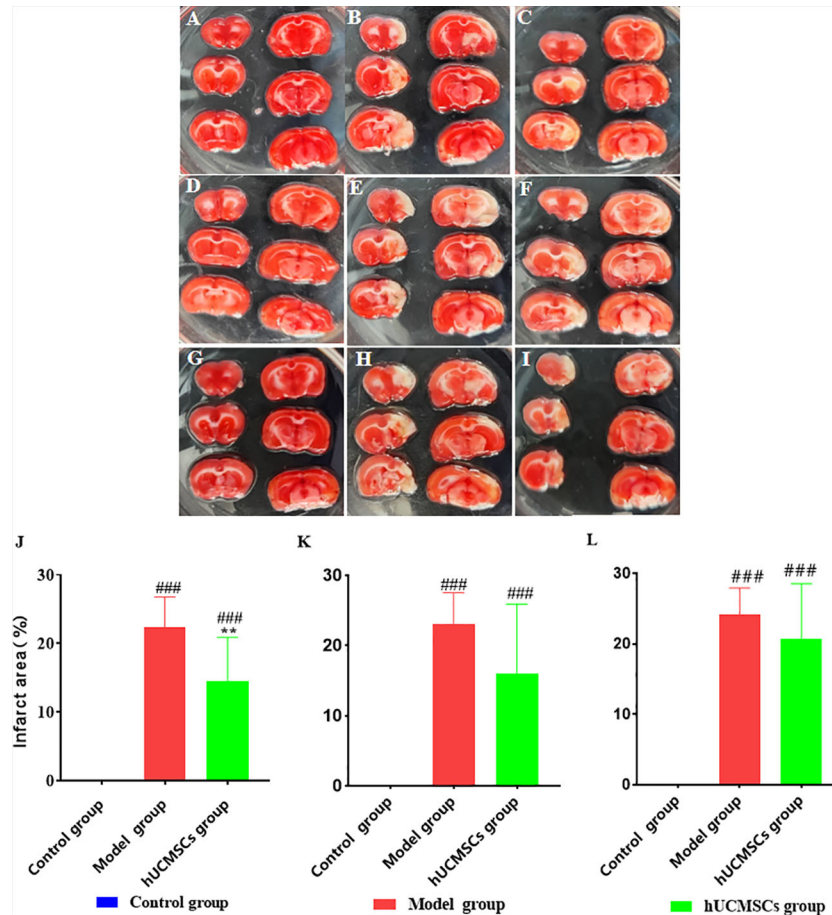 A B C
D E F
G H I
J K L
Infarct area (%)
30
20
10
0
###
###
**
Control group
Model group
hUCMSCs group
30
20
10
0
###
###
Control group
Model group
hUCMSCs group
30
20
10
0
###
###
Control group
Model group
hUCMSCs group
Control group Model group hUCMSCs group